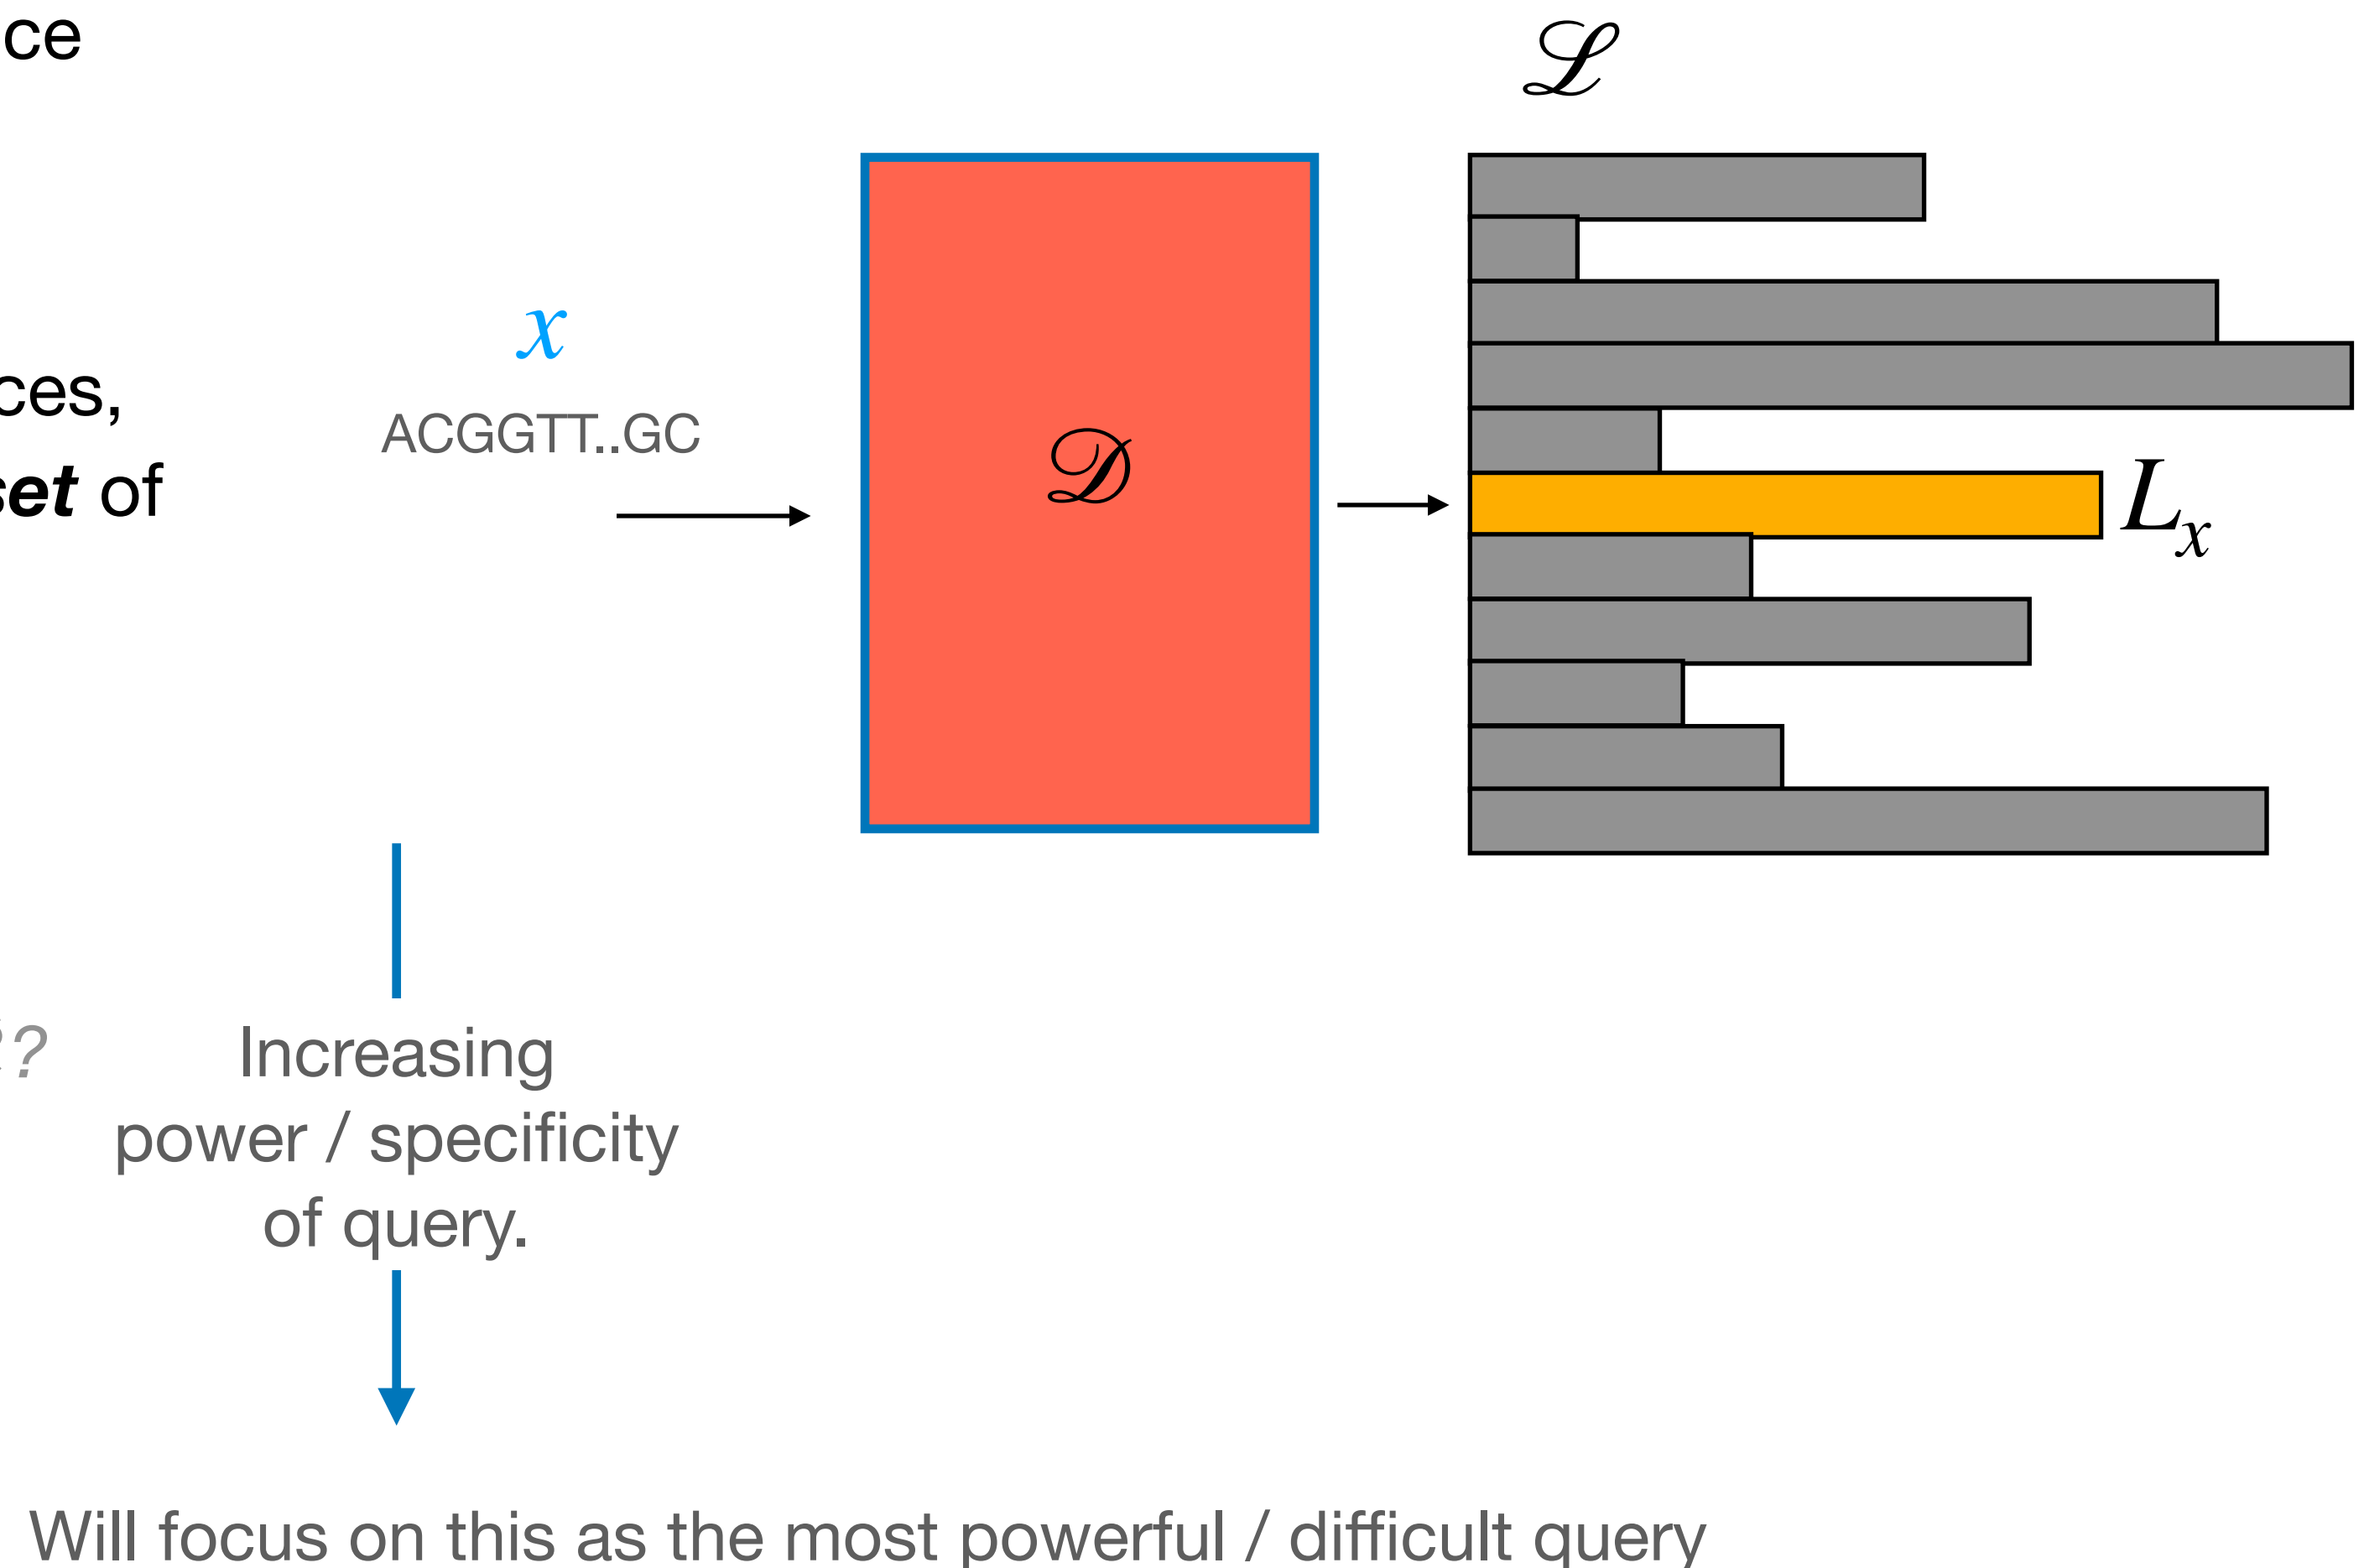 ce
ℒ
x
ces,
ACGGTT..GC
et of
𝒟
Lₓ
?
Increasing
power / specificity
of query.
Will focus on this as the most powerful / difficult query